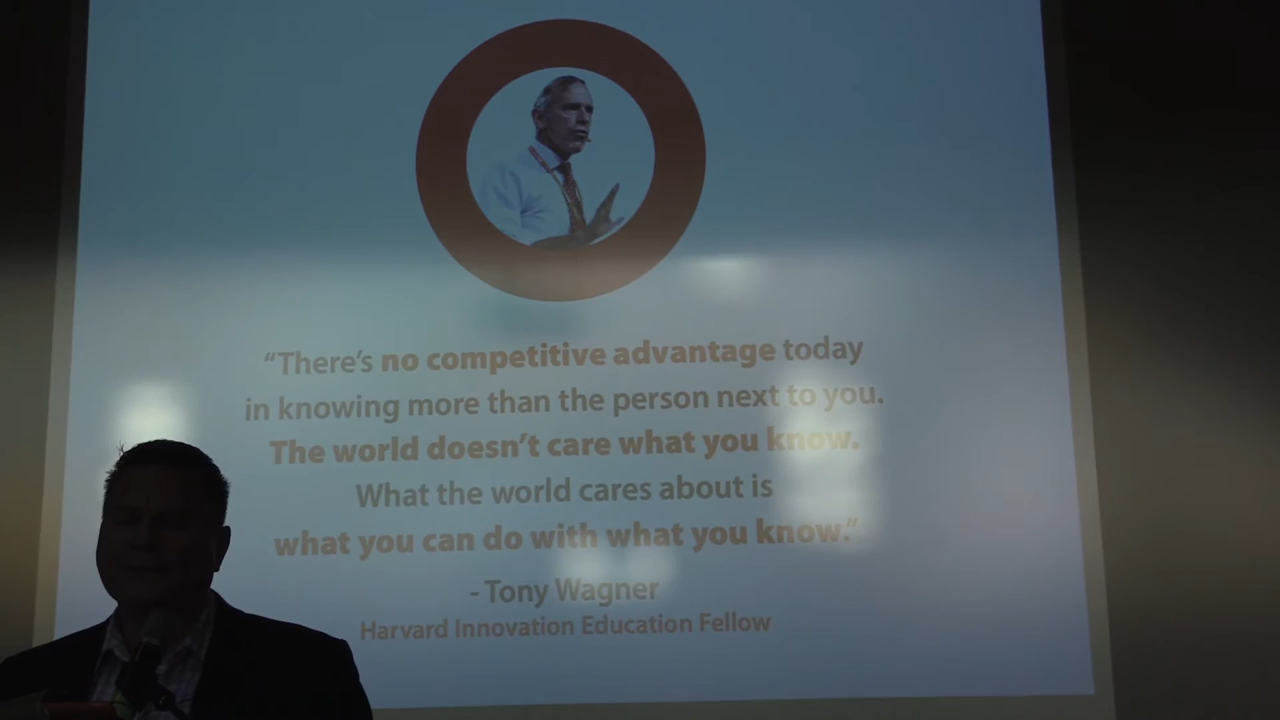 “There’s no competitive advantage today
in knowing more than the person next to you.
The world doesn’t care what you know.
What the world cares about is
what you can do with what you know.”
- Tony Wagner
Harvard Innovation Education Fellow